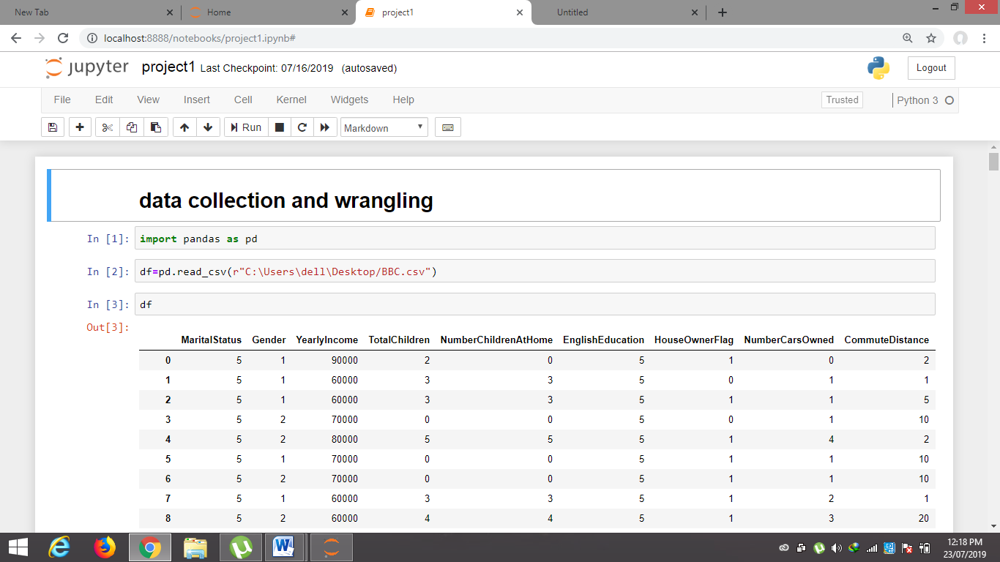 New Tab
Home
project1
Untitled
localhost:8888/notebooks/project1.ipynb#
jupyter project1 Last Checkpoint: 07/16/2019 (autosaved)
Logout
File Edit View Insert Cell Kernel Widgets Help
Trusted
Python 3
Run
Markdown
data collection and wrangling
In [1]: import pandas as pd
In [2]: df=pd.read_csv(r"C:\Users\dell\Desktop/BBC.csv")
In [3]: df
Out[3]:
MaritalStatus Gender YearlyIncome TotalChildren NumberChildrenAtHome EnglishEducation HouseOwnerFlag NumberCarsOwned CommuteDistance
0 5 1 90000 2 0 5 1 0 2
1 5 1 60000 3 3 5 0 1 1
2 5 1 60000 3 3 5 1 1 5
3 5 2 70000 0 0 5 0 1 10
4 5 2 80000 5 5 5 1 4 2
5 5 1 70000 0 0 5 1 1 10
6 5 2 70000 0 0 5 1 1 10
7 5 1 60000 3 3 5 1 2 1
8 5 2 60000 4 4 5 1 3 20
12:18 PM
23/07/2019